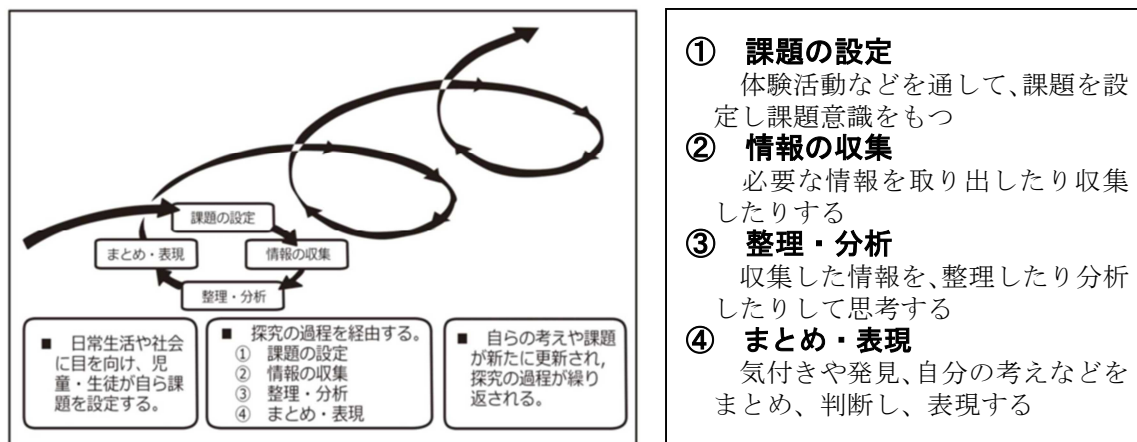 課題の設定
まとめ・表現
情報の収集
整理・分析
■ 日常生活や社会
に目を向け、児
童・生徒が自ら課
題を設定する。
■ 探究の過程を経由する。
① 課題の設定
② 情報の収集
③ 整理・分析
④ まとめ・表現
■ 自らの考えや課題
が新たに更新され,
探究の過程が繰り
返される。
① 課題の設定
体験活動などを通して、課題を設
定し課題意識をもつ
② 情報の収集
必要な情報を取り出したり収集
したりする
③ 整理・分析
収集した情報を、整理したり分析
したりして思考する
④ まとめ・表現
気付きや発見、自分の考えなどを
まとめ、判断し、表現する